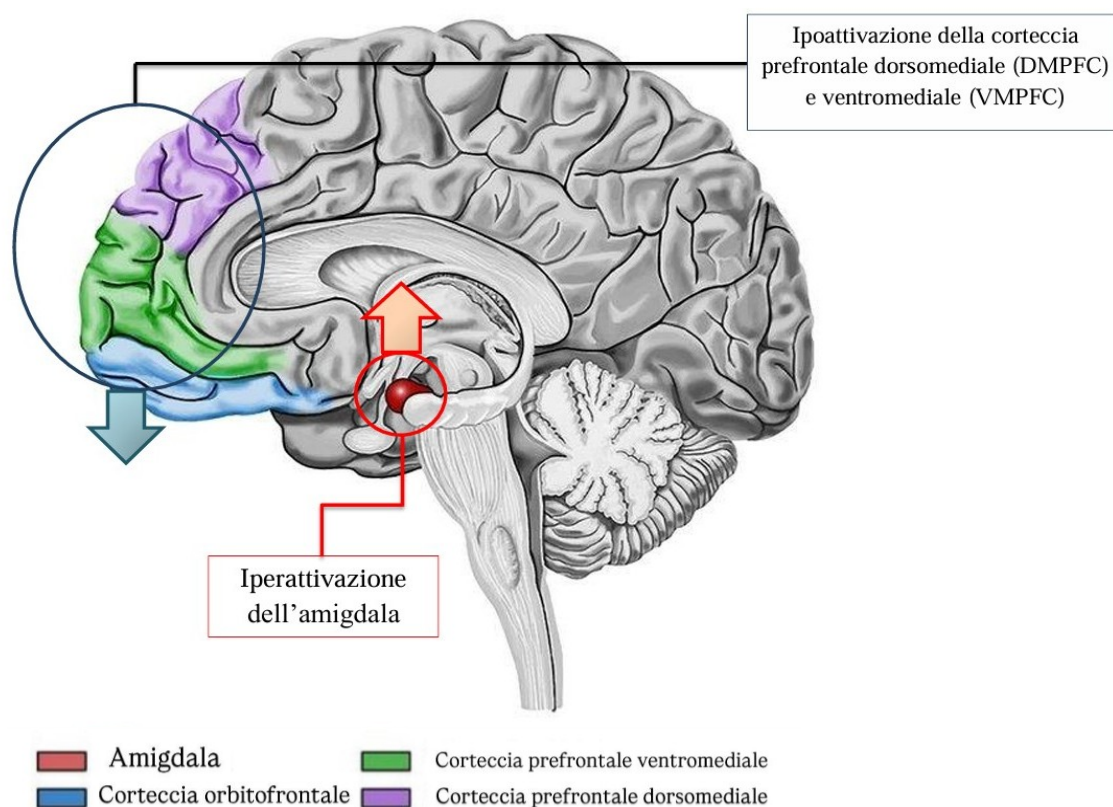 Ipoattivazione della corteccia
prefrontale dorsomediale (DMPFC)
e ventromediale (VMPFC)
Iperattivazione
dell’amigdala
Amigdala
Corteccia prefrontale ventromediale
Corteccia orbitofrontale
Corteccia prefrontale dorsomediale